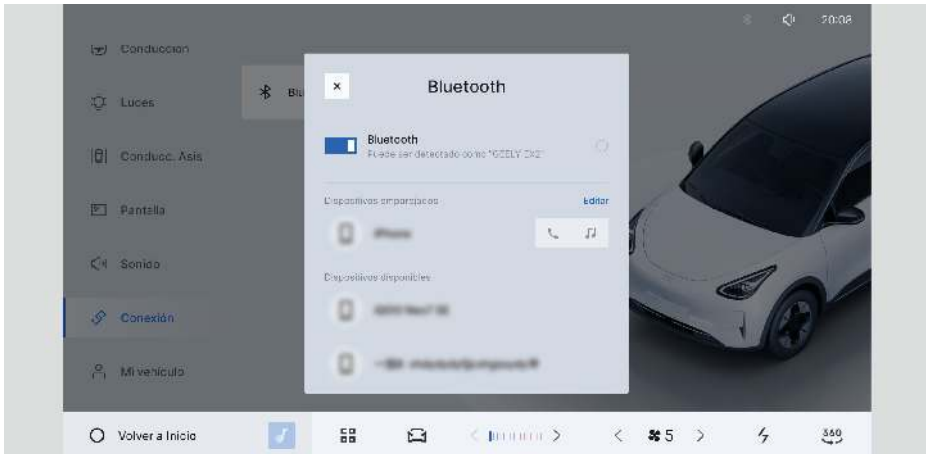 20:08
Conducción
Luces
Conducc. Asis
Pantalla
Sonido
Conexión
Mi vehículo
Bluetooth
Bluetooth
Puede ser detectado como "GEELY EX2"
Dispositivos emparejados
Editar
iPhone
Dispositivos disponibles
Volver a Inicio
5
360